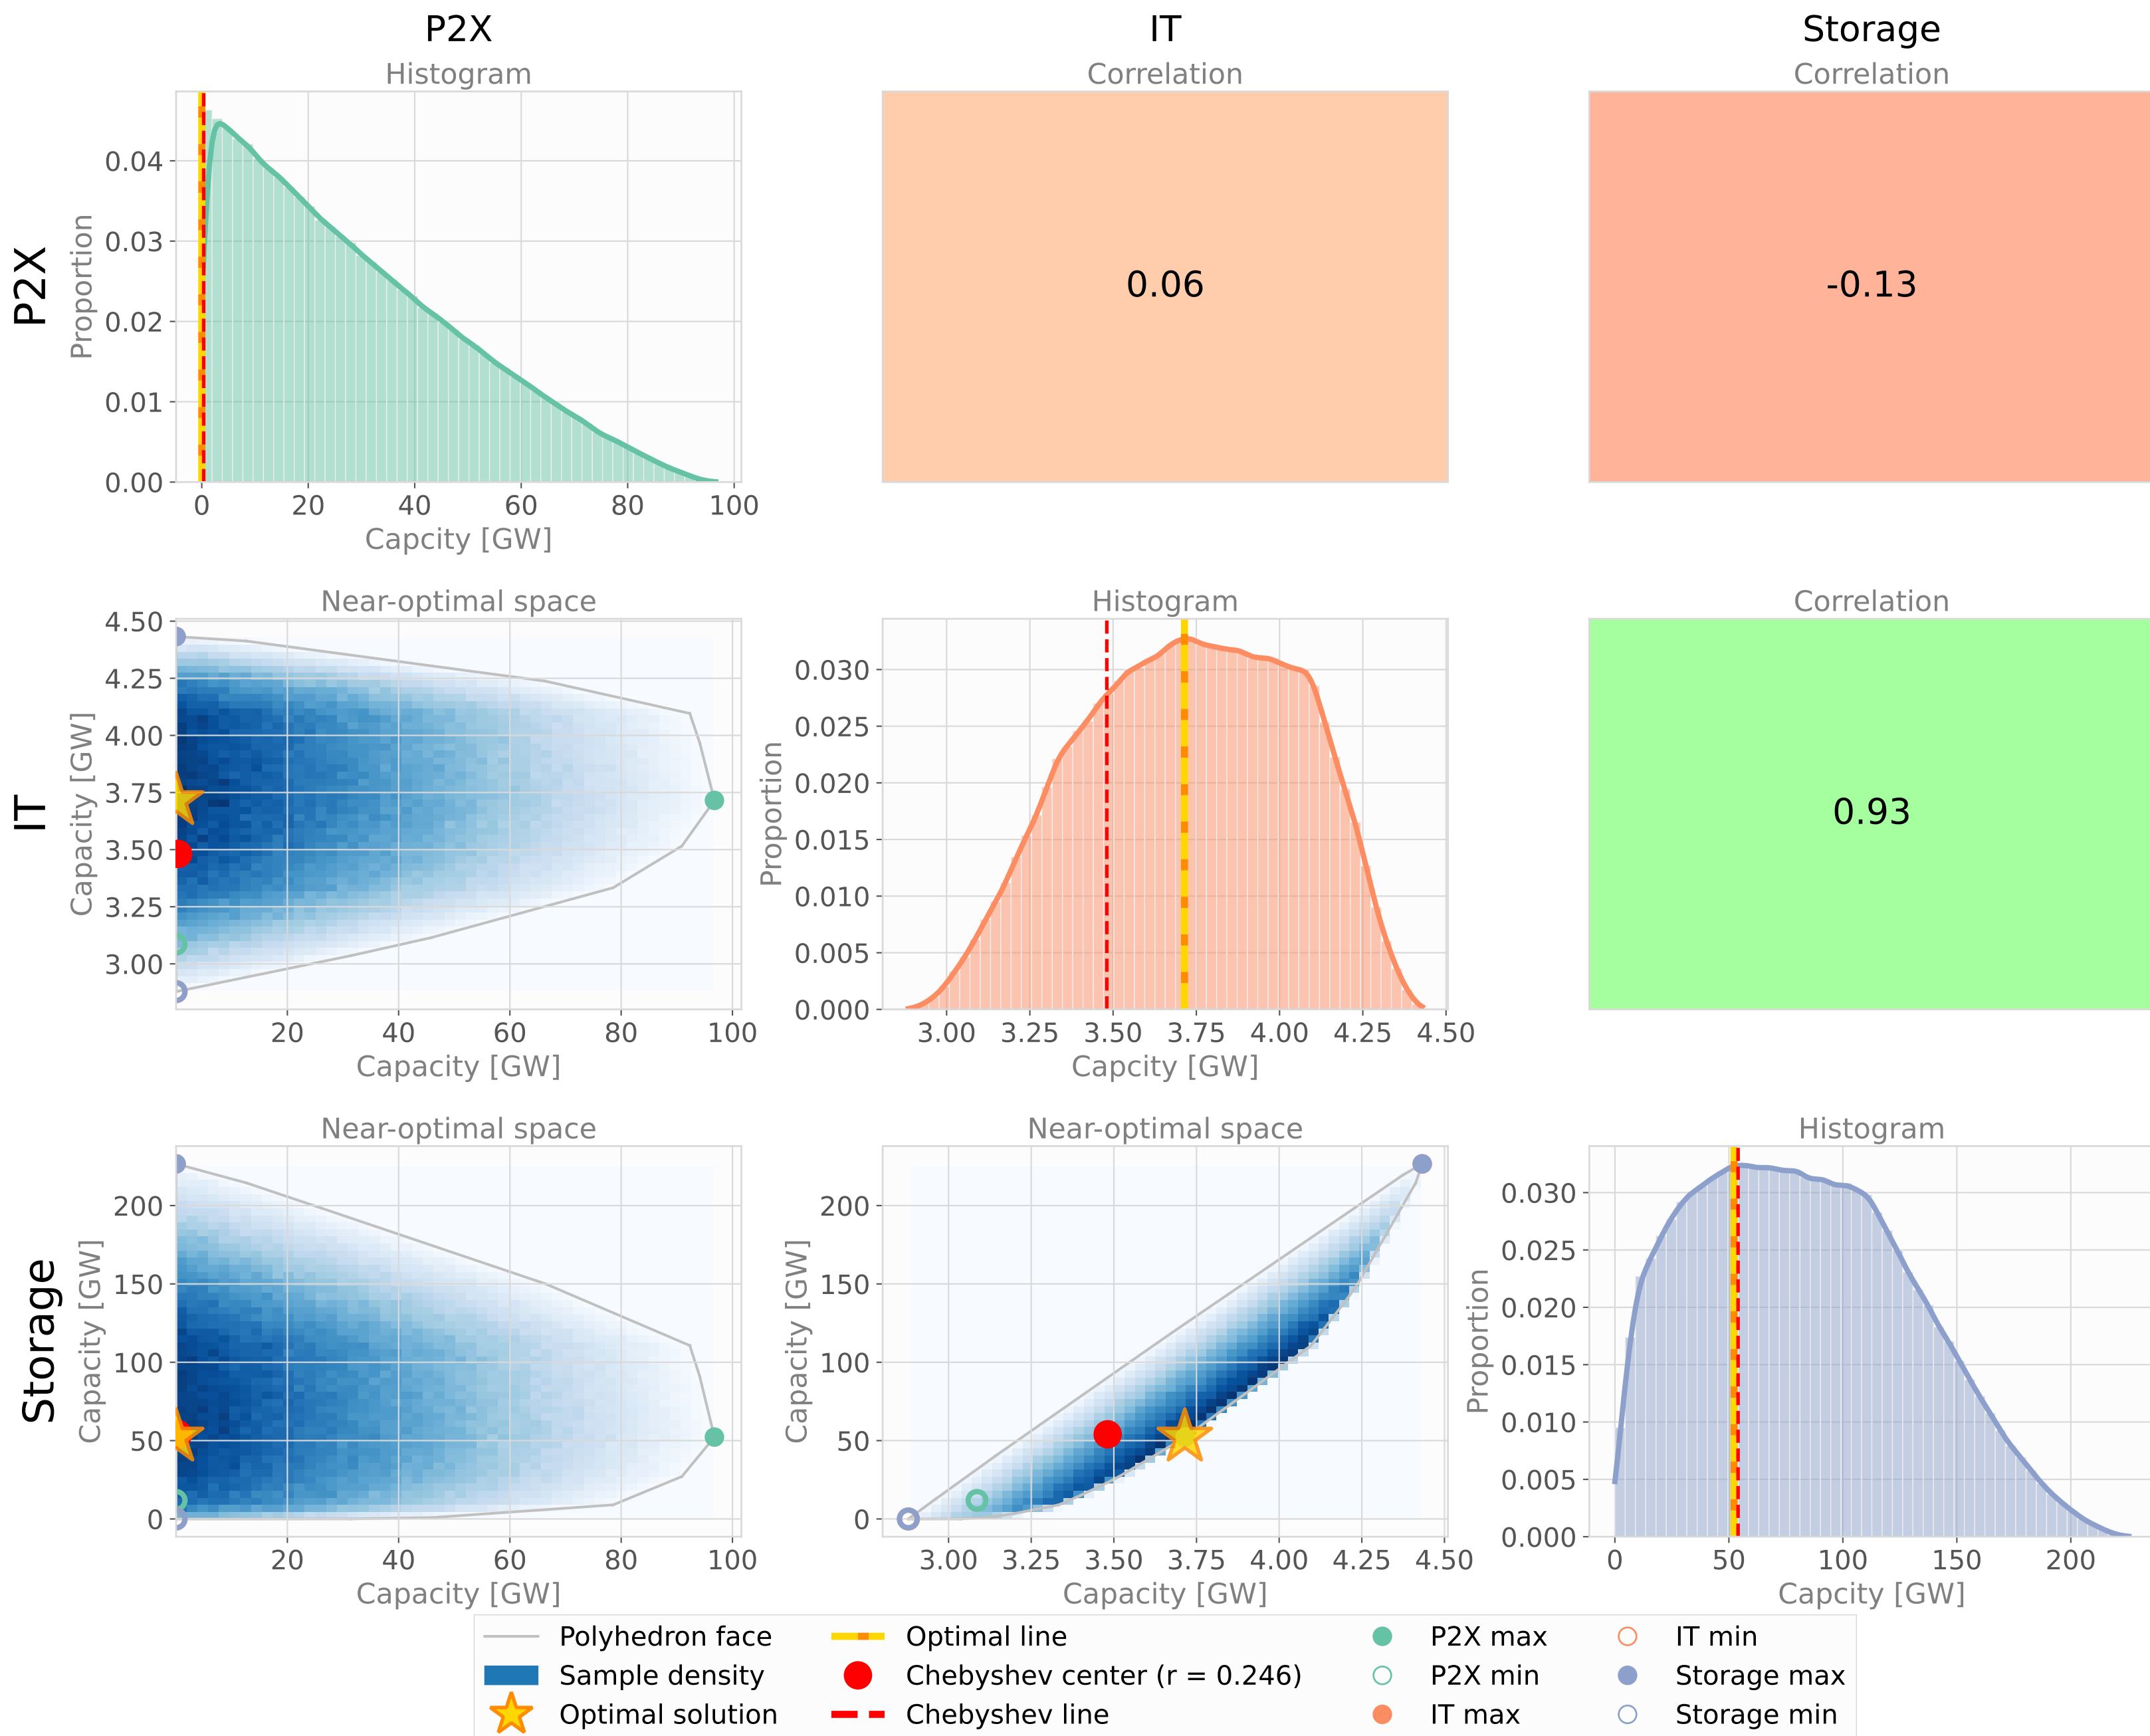 P2X IT Storage
Histogram Correlation Correlation
P2X
Proportion
0.04
0.03
0.02
0.01
0.00
0.06
-0.13
0 20 40 60 80 100
Capcity [GW]
Near-optimal space Histogram Correlation
IT
Capacity [GW]
4.50
4.25
4.00
3.75
3.50
3.25
3.00
20 40 60 80 100
Capacity [GW]
Proportion
0.030
0.025
0.020
0.015
0.010
0.005
0.000
3.00 3.25 3.50 3.75 4.00 4.25 4.50
Capcity [GW]
0.93
Near-optimal space Near-optimal space Histogram
Storage
Capacity [GW]
200
150
100
50
0
20 40 60 80 100
Capacity [GW]
Capacity [GW]
200
150
100
50
0
3.00 3.25 3.50 3.75 4.00 4.25 4.50
Capacity [GW]
Proportion
0.030
0.025
0.020
0.015
0.010
0.005
0.000
0 50 100 150 200
Capcity [GW]
Polyhedron face
Sample density
Optimal solution
Optimal line
Chebyshev center (r = 0.246)
Chebyshev line
P2X max
P2X min
IT max
IT min
Storage max
Storage min